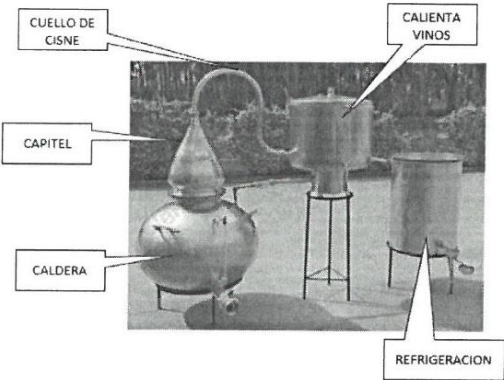 CUELLO DE
CISNE
CALIENTA
VINOS
CAPITEL
CALDERA
REFRIGERACION